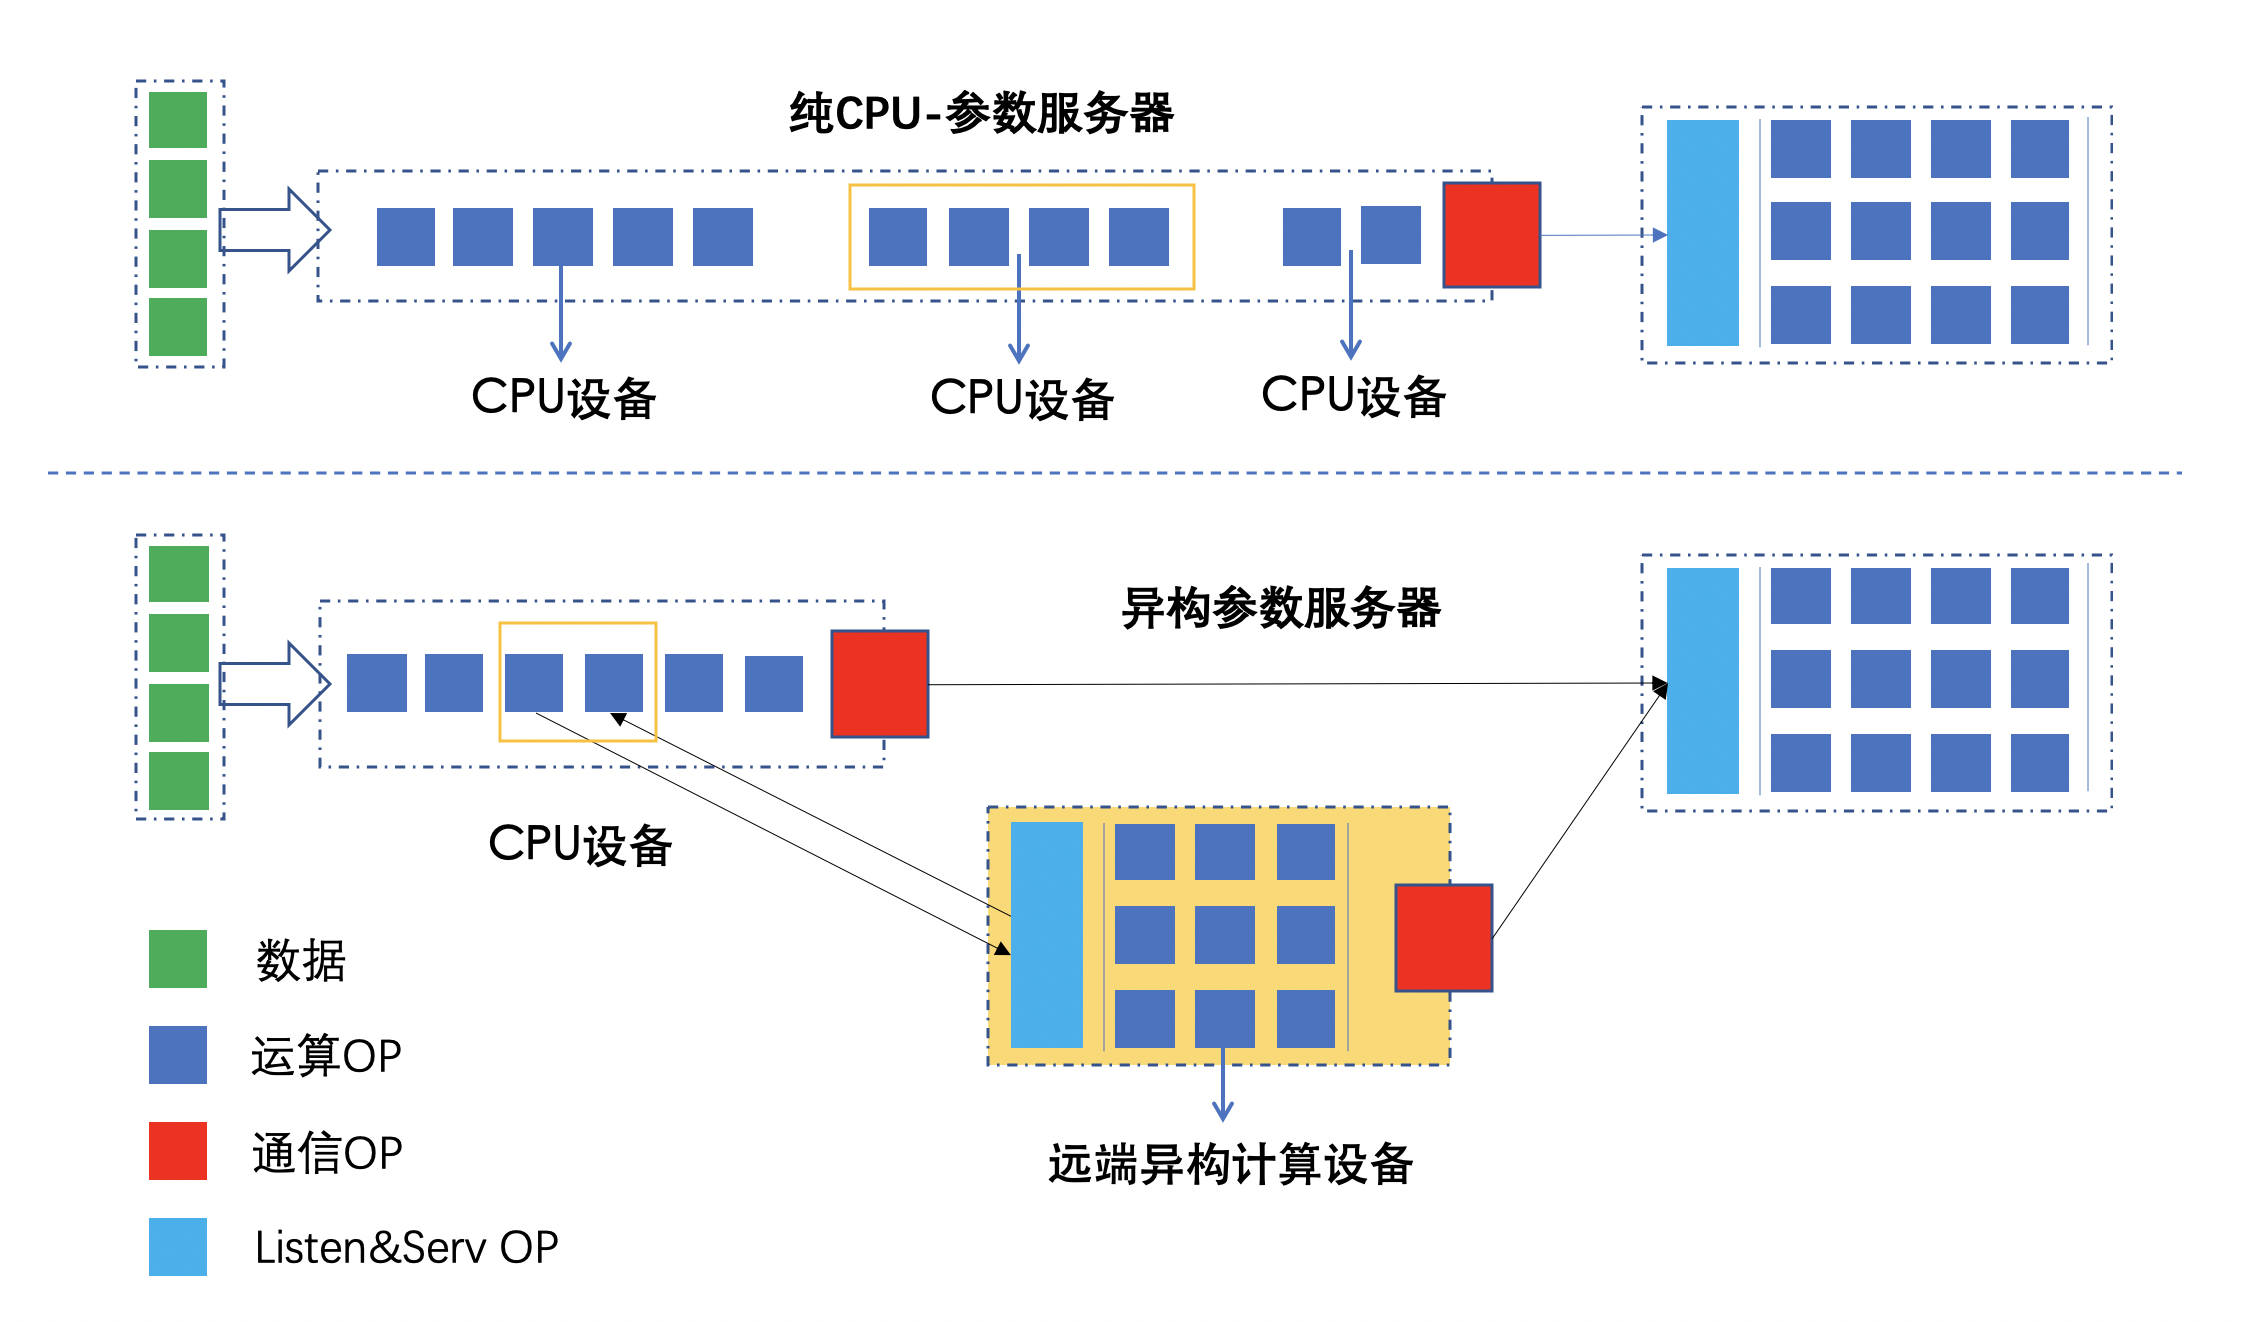 纯CPU-参数服务器
CPU设备
CPU设备
CPU设备
异构参数服务器
CPU设备
远端异构计算设备
数据
运算OP
通信OP
Listen&Serv OP